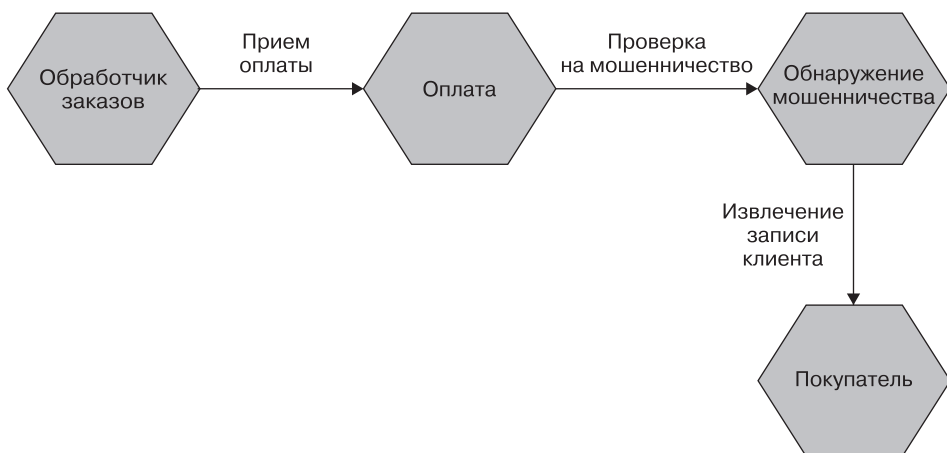 Обработчик
заказов
Прием
оплаты
Оплата
Проверка
на мошенничество
Обнаружение
мошенничества
Извлечение
записи
клиента
Покупатель